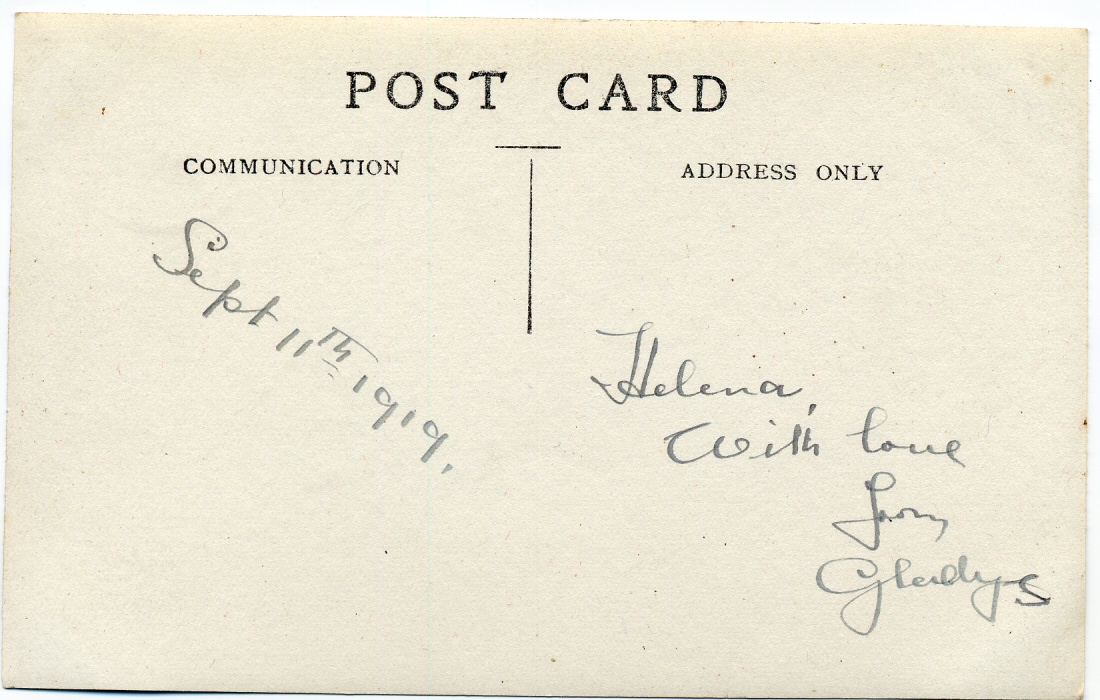 POST CARD
COMMUNICATION
ADDRESS ONLY
Sept 11th 1919.
Helena,
With love
from
Gladys